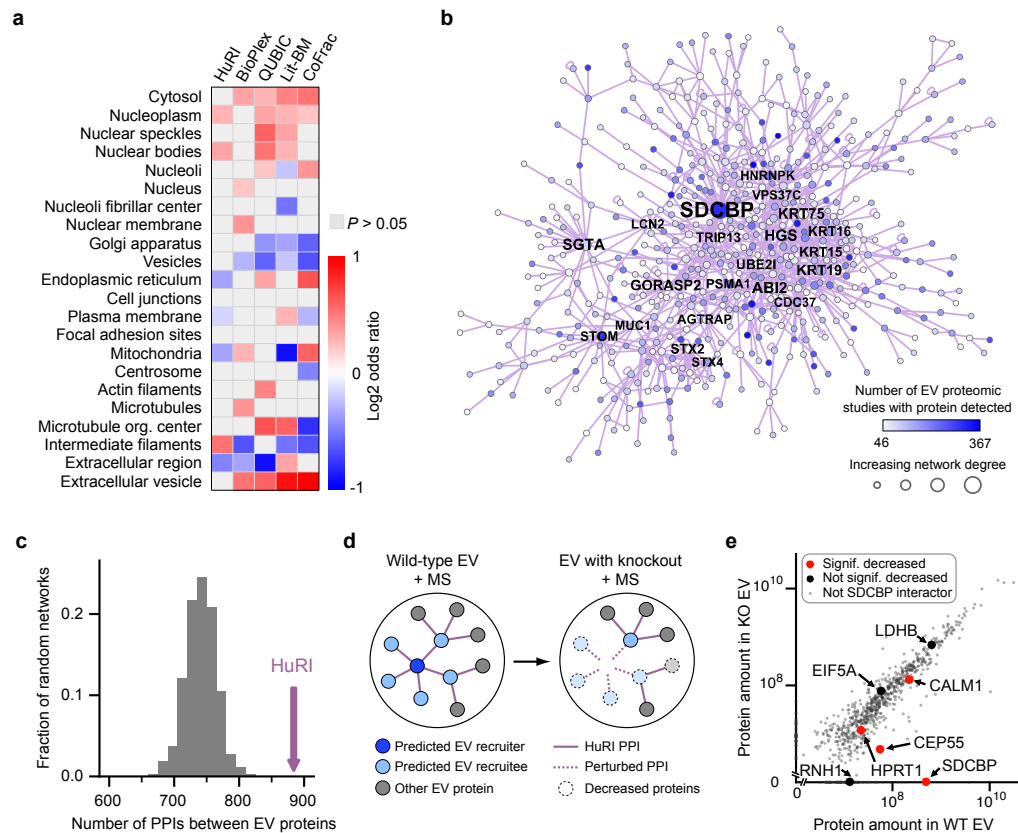 a
HuRI
BioPlex
QUBIC
Lit-BM
CoFrac
Cytosol
Nucleoplasm
Nuclear speckles
Nuclear bodies
Nucleoli
Nucleus
Nucleoli fibrillar center
Nuclear membrane
Golgi apparatus
Vesicles
Endoplasmic reticulum
Cell junctions
Plasma membrane
Focal adhesion sites
Mitochondria
Centrosome
Actin filaments
Microtubules
Microtubule org. center
Intermediate filaments
Extracellular region
Extracellular vesicle
P > 0.05
1
0
-1
Log2 odds ratio
b
HNRNPK
VPS37C
SDCBP
KRT75
LCN2
TRIP13
HGS
KRT16
SGTA
KRT15
UBE2I
KRT19
GORASP2
PSMA1
ABI2
CDC37
AGTRAP
MUC1
STOM
STX2
STX4
Number of EV proteomic
studies with protein detected
46
367
Increasing network degree
c
Fraction of random networks
0.2
0.1
0.0
HuRI
600
700
800
900
Number of PPIs between EV proteins
d
Wild-type EV
+ MS
EV with knockout
+ MS
Predicted EV recruiter
Predicted EV recruitee
Other EV protein
HuRI PPI
Perturbed PPI
Decreased proteins
e
Signif. decreased
Not signif. decreased
Not SDCBP interactor
Protein amount in KO EV
10^10
10^8
0
LDHB
EIF5A
CALM1
CEP55
RNH1
HPRT1
SDCBP
0
10^8
10^10
Protein amount in WT EV